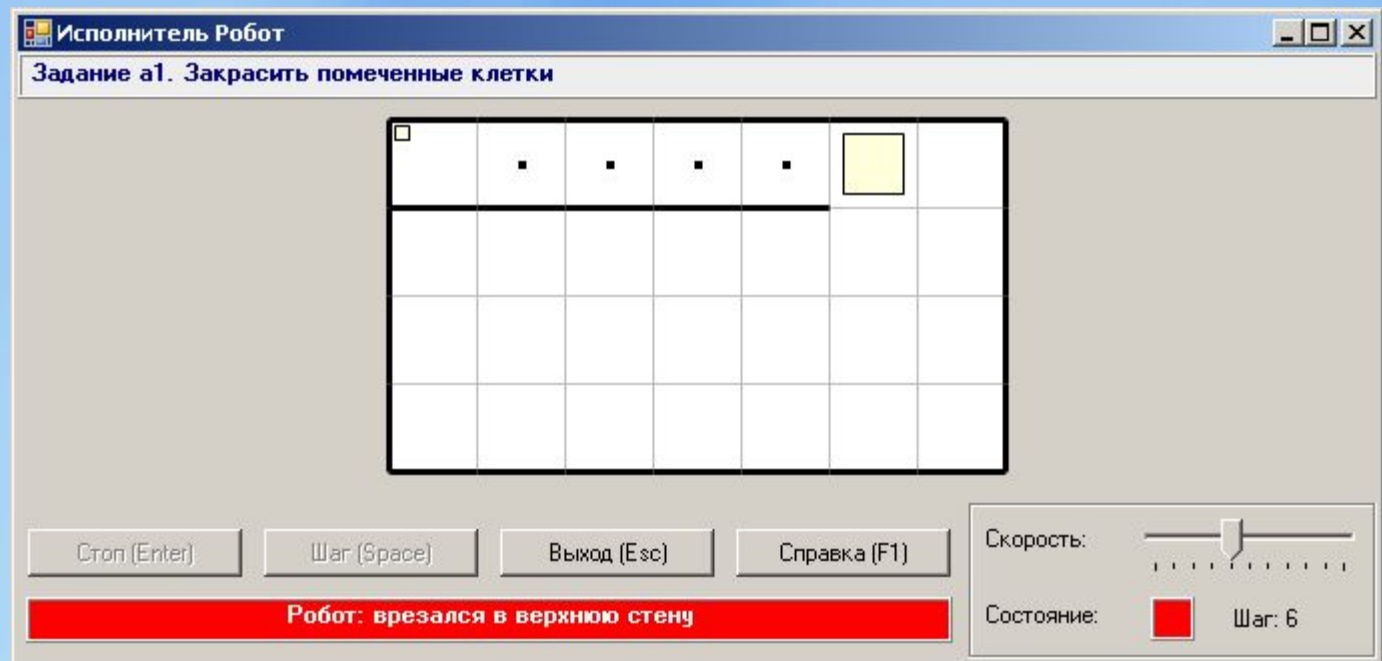 Исполнитель Робот
Задание a1. Закрасить помеченные клетки
Стоп (Enter) Шаг (Space) Выход (Esc) Справка (F1)
Скорость:
Робот: врезался в верхнюю стену
Состояние: Шаг: 6